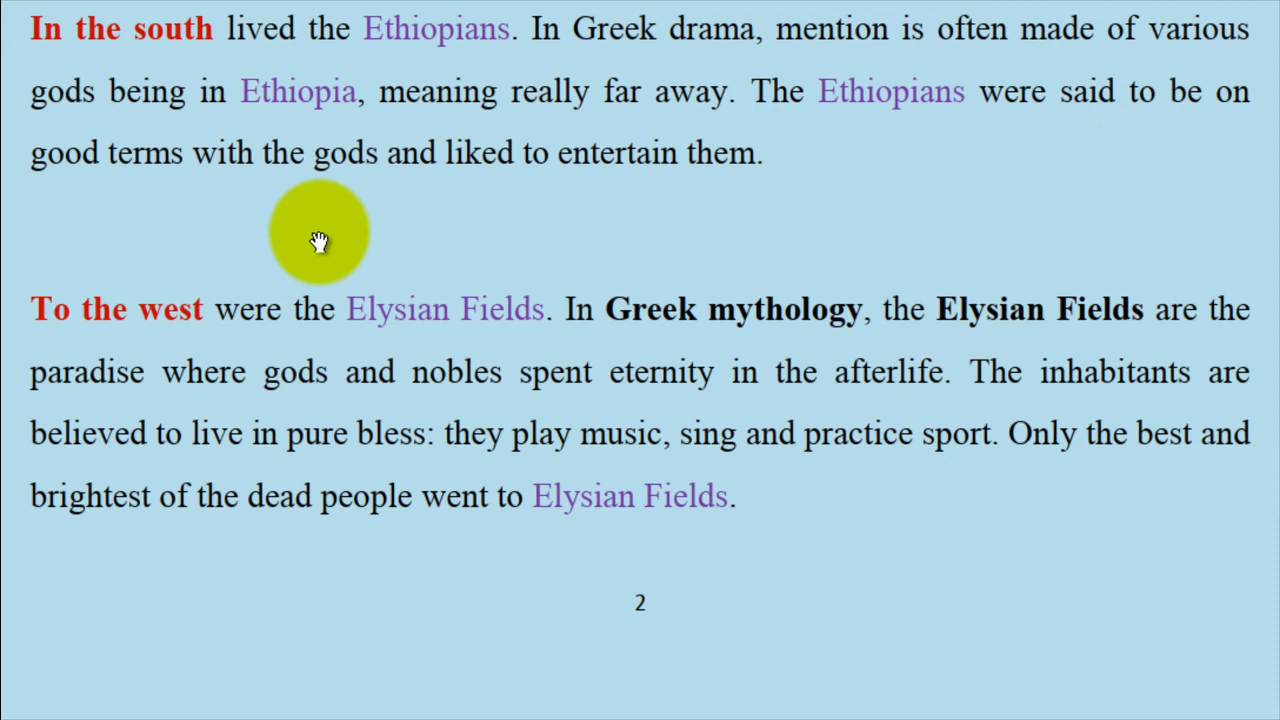 In the south lived the Ethiopians. In Greek drama, mention is often made of various
gods being in Ethiopia, meaning really far away. The Ethiopians were said to be on
good terms with the gods and liked to entertain them.
To the west were the Elysian Fields. In Greek mythology, the Elysian Fields are the
paradise where gods and nobles spent eternity in the afterlife. The inhabitants are
believed to live in pure bless: they play music, sing and practice sport. Only the best and
brightest of the dead people went to Elysian Fields.
2